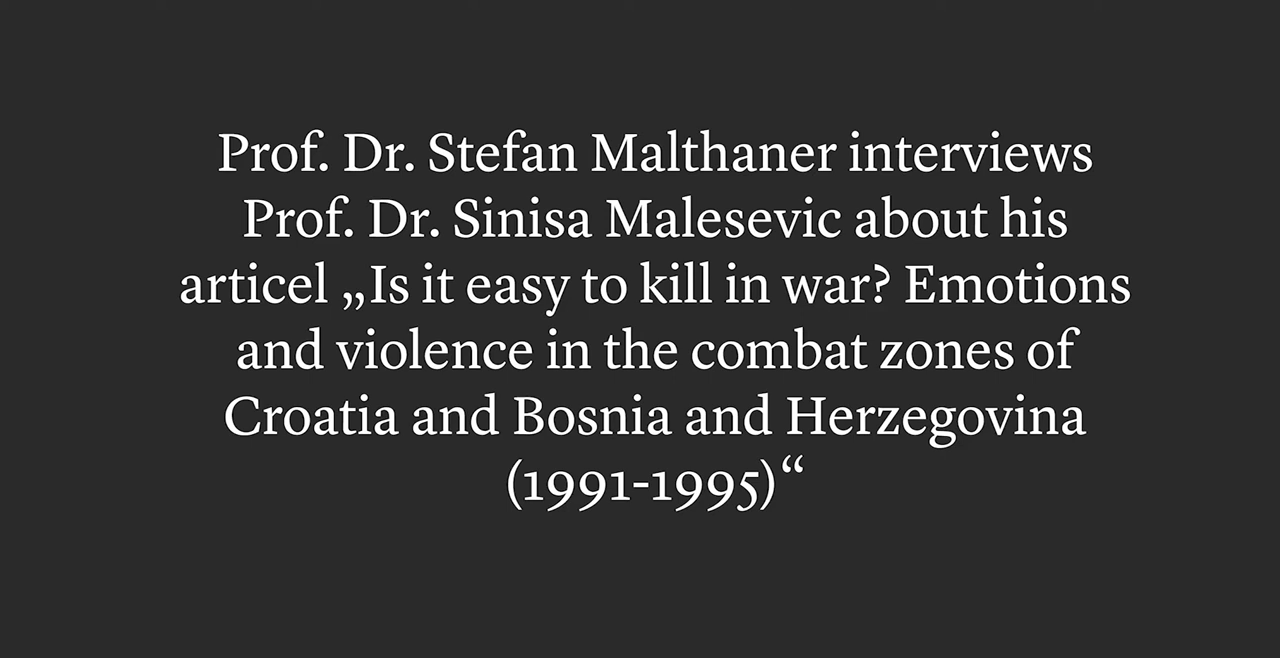 Prof. Dr. Stefan Malthaner interviews
Prof. Dr. Sinisa Malesevic about his
articel „Is it easy to kill in war? Emotions
and violence in the combat zones of
Croatia and Bosnia and Herzegovina
(1991-1995)“